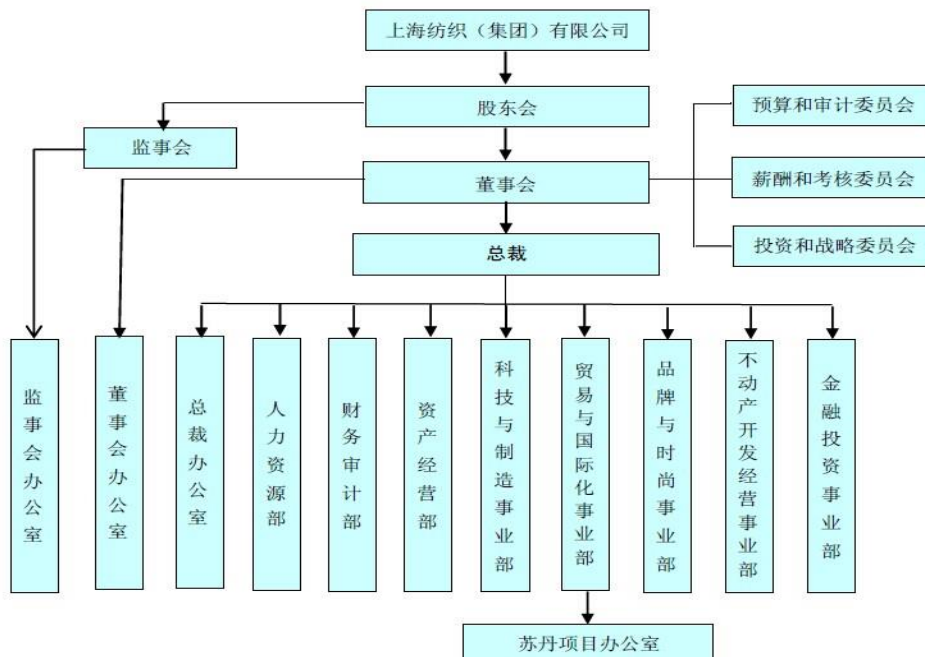 上海纺织（集团）有限公司
股东会
预算和审计委员会
监事会
董事会
薪酬和考核委员会
投资和战略委员会
总裁
监事会办公室
董事会办公室
总裁办公室
人力资源部
财务审计部
资产经营部
科技与制造事业部
贸易与国际化事业部
品牌与时尚事业部
不动产开发经营事业部
金融投资事业部
苏丹项目办公室